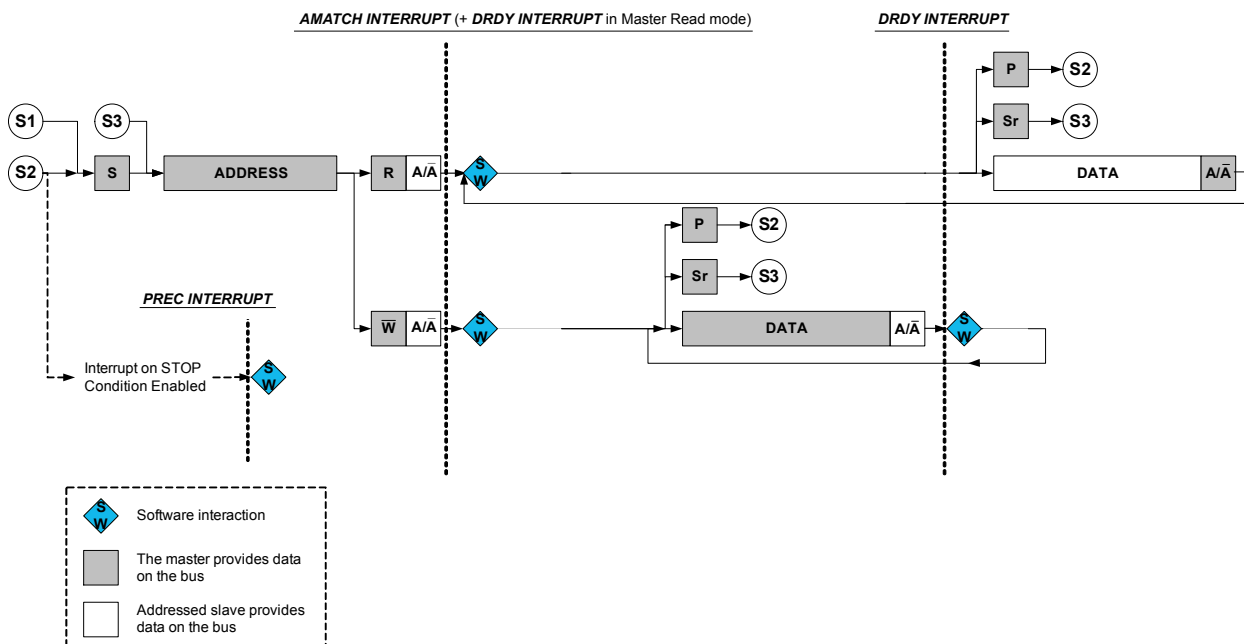 AMATCH INTERRUPT (+ DRDY INTERRUPT in Master Read mode)
DRDY INTERRUPT
P
S2
S1
S3
Sr
S3
S2
S
ADDRESS
R
A/A̅
S
W
DATA
A/A̅
P
S2
Sr
S3
PREC INTERRUPT
W̅
A/A̅
S
W
DATA
A/A̅
S
W
Interrupt on STOP
Condition Enabled
S
W
S
W
Software interaction
The master provides data
on the bus
Addressed slave provides
data on the bus